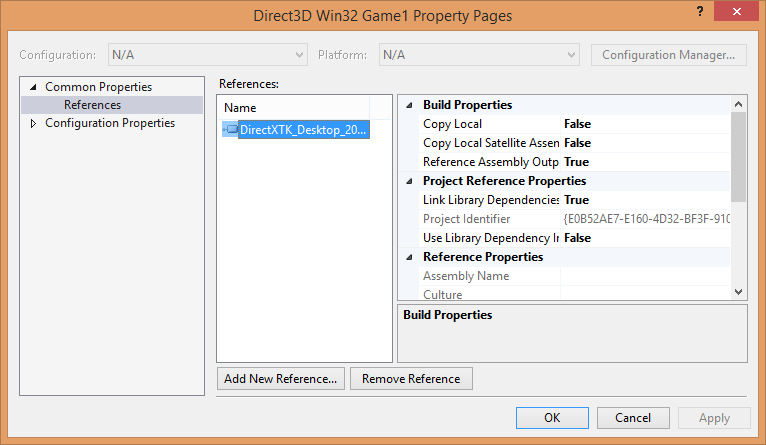 Direct3D Win32 Game1 Property Pages
?
Configuration: N/A Platform: N/A Configuration Manager...
Common Properties
References
Configuration Properties
References:
Name
DirectXTK_Desktop_20...
Build Properties
Copy Local False
Copy Local Satellite Assen False
Reference Assembly Outp True
Project Reference Properties
Link Library Dependencies True
Project Identifier {E0B52AE7-E160-4D32-BF3F-910
Use Library Dependency In False
Reference Properties
Assembly Name
Culture
Build Properties
Add New Reference... Remove Reference
OK Cancel Apply